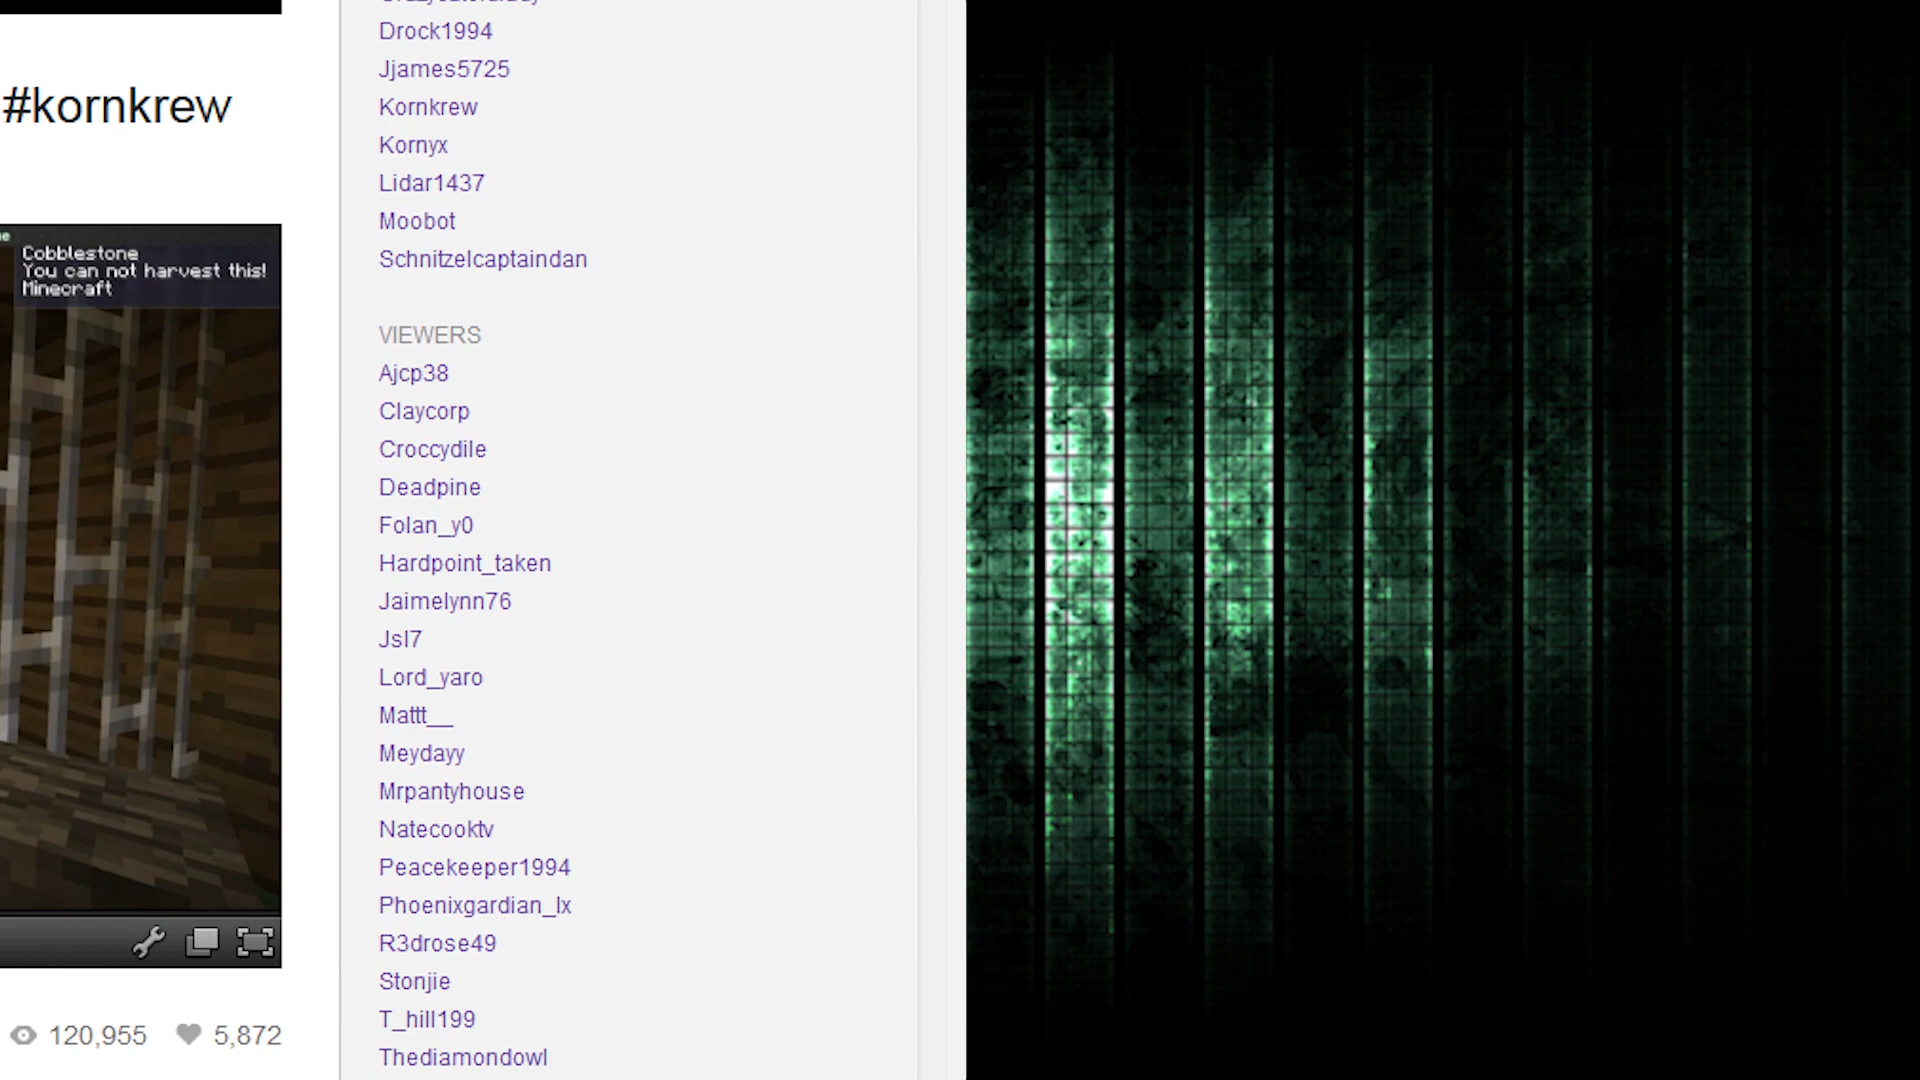 #kornkrew
Cobblestone
You can not harvest this!
Minecraft
120,955
5,872
Drock1994
Jjames5725
Kornkrew
Kornyx
Lidar1437
Moobot
Schnitzelcaptaindan
VIEWERS
Ajcp38
Claycorp
Croccydile
Deadpine
Folan_y0
Hardpoint_taken
Jaimelynn76
Jsl7
Lord_yaro
Mattt__
Meydayy
Mrpantyhouse
Natecooktv
Peacekeeper1994
Phoenixgardian_lx
R3drose49
Stonjie
T_hill199
Thediamondowl